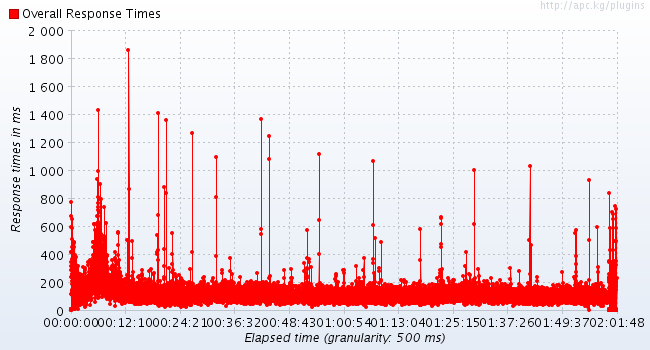 http://apc.kg/plugins
Overall Response Times
2 000
1 800
1 600
1 400
1 200
1 000
800
600
400
200
0
Response times in ms
00:00:00 00:12:10 00:24:21 00:36:32 00:48:43 01:00:54 01:13:04 01:25:15 01:37:26 01:49:37 02:01:48
Elapsed time (granularity: 500 ms)